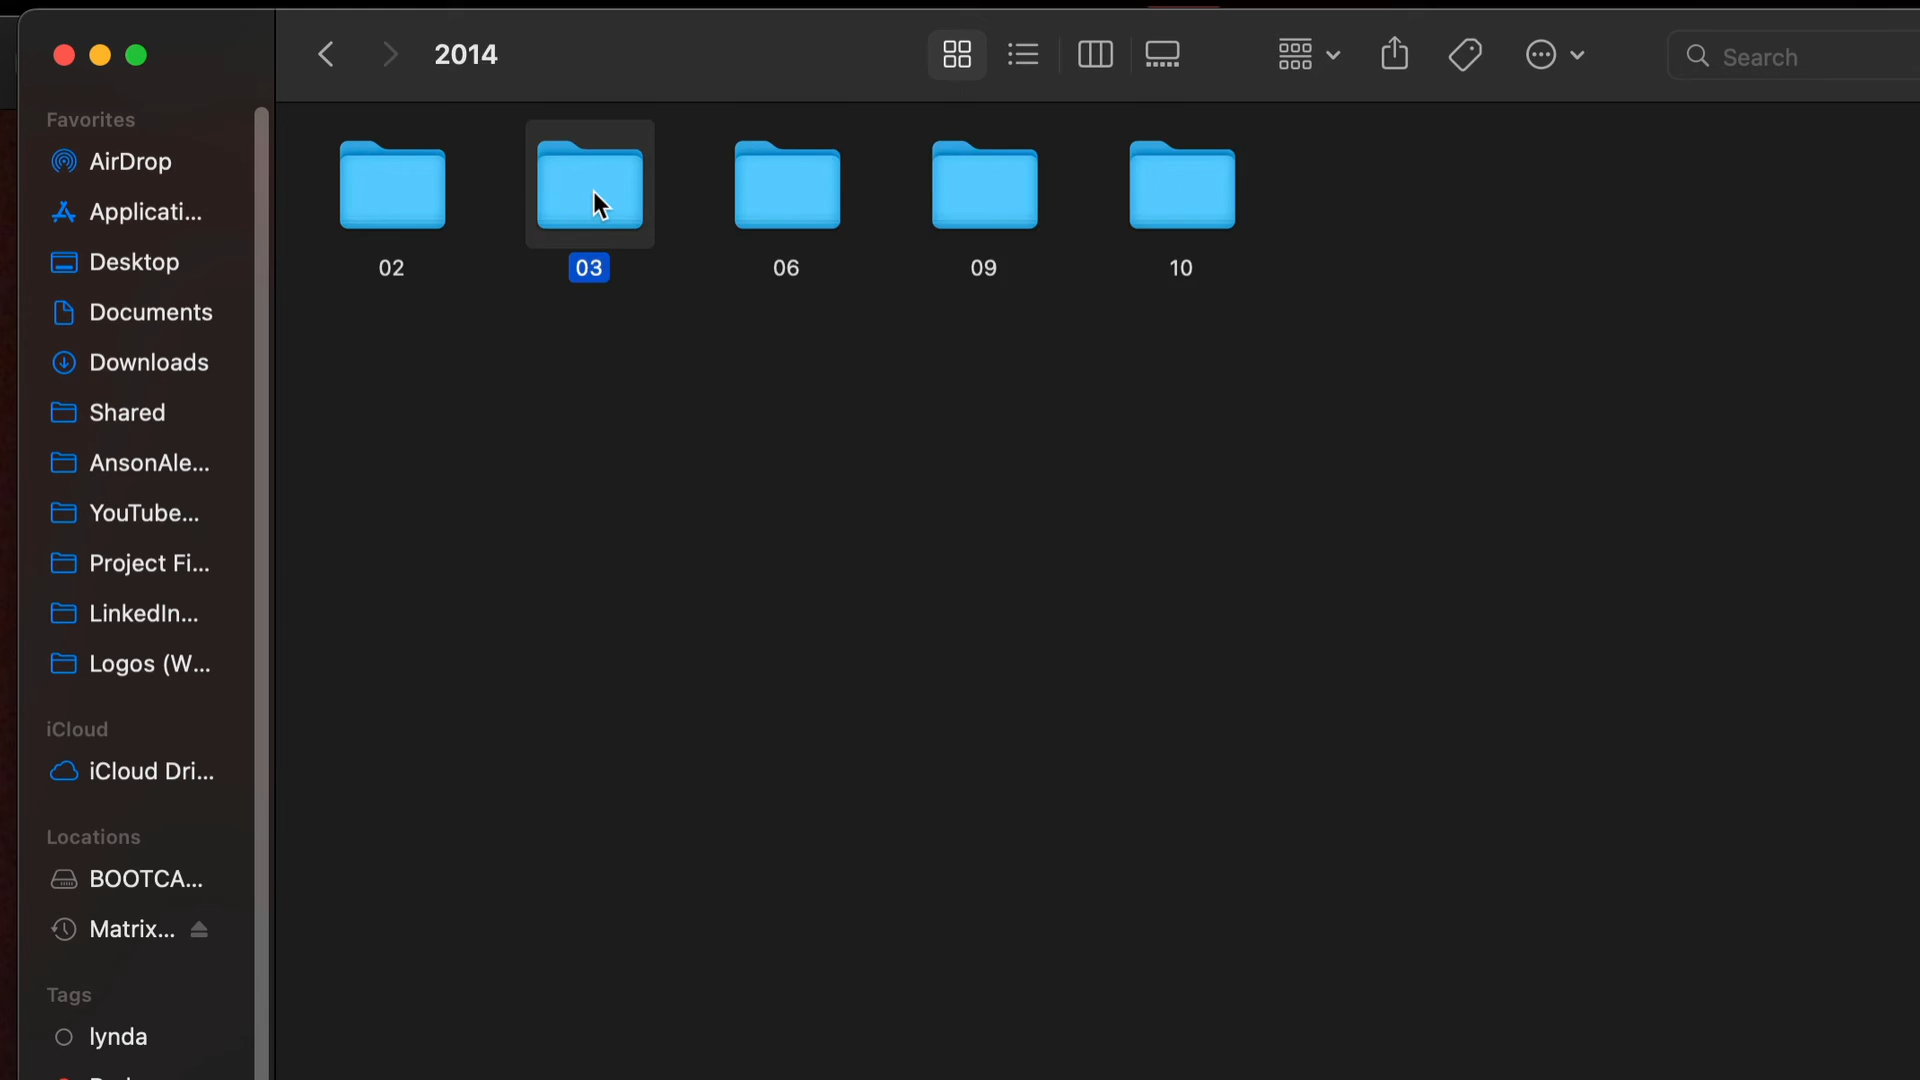 2014
Search
Favorites
AirDrop
Applicati...
Desktop
Documents
Downloads
Shared
AnsonAle...
YouTube...
Project Fi...
LinkedIn...
Logos (W...
iCloud
iCloud Dri...
Locations
BOOTCA...
Matrix...
Tags
lynda
02
03
06
09
10